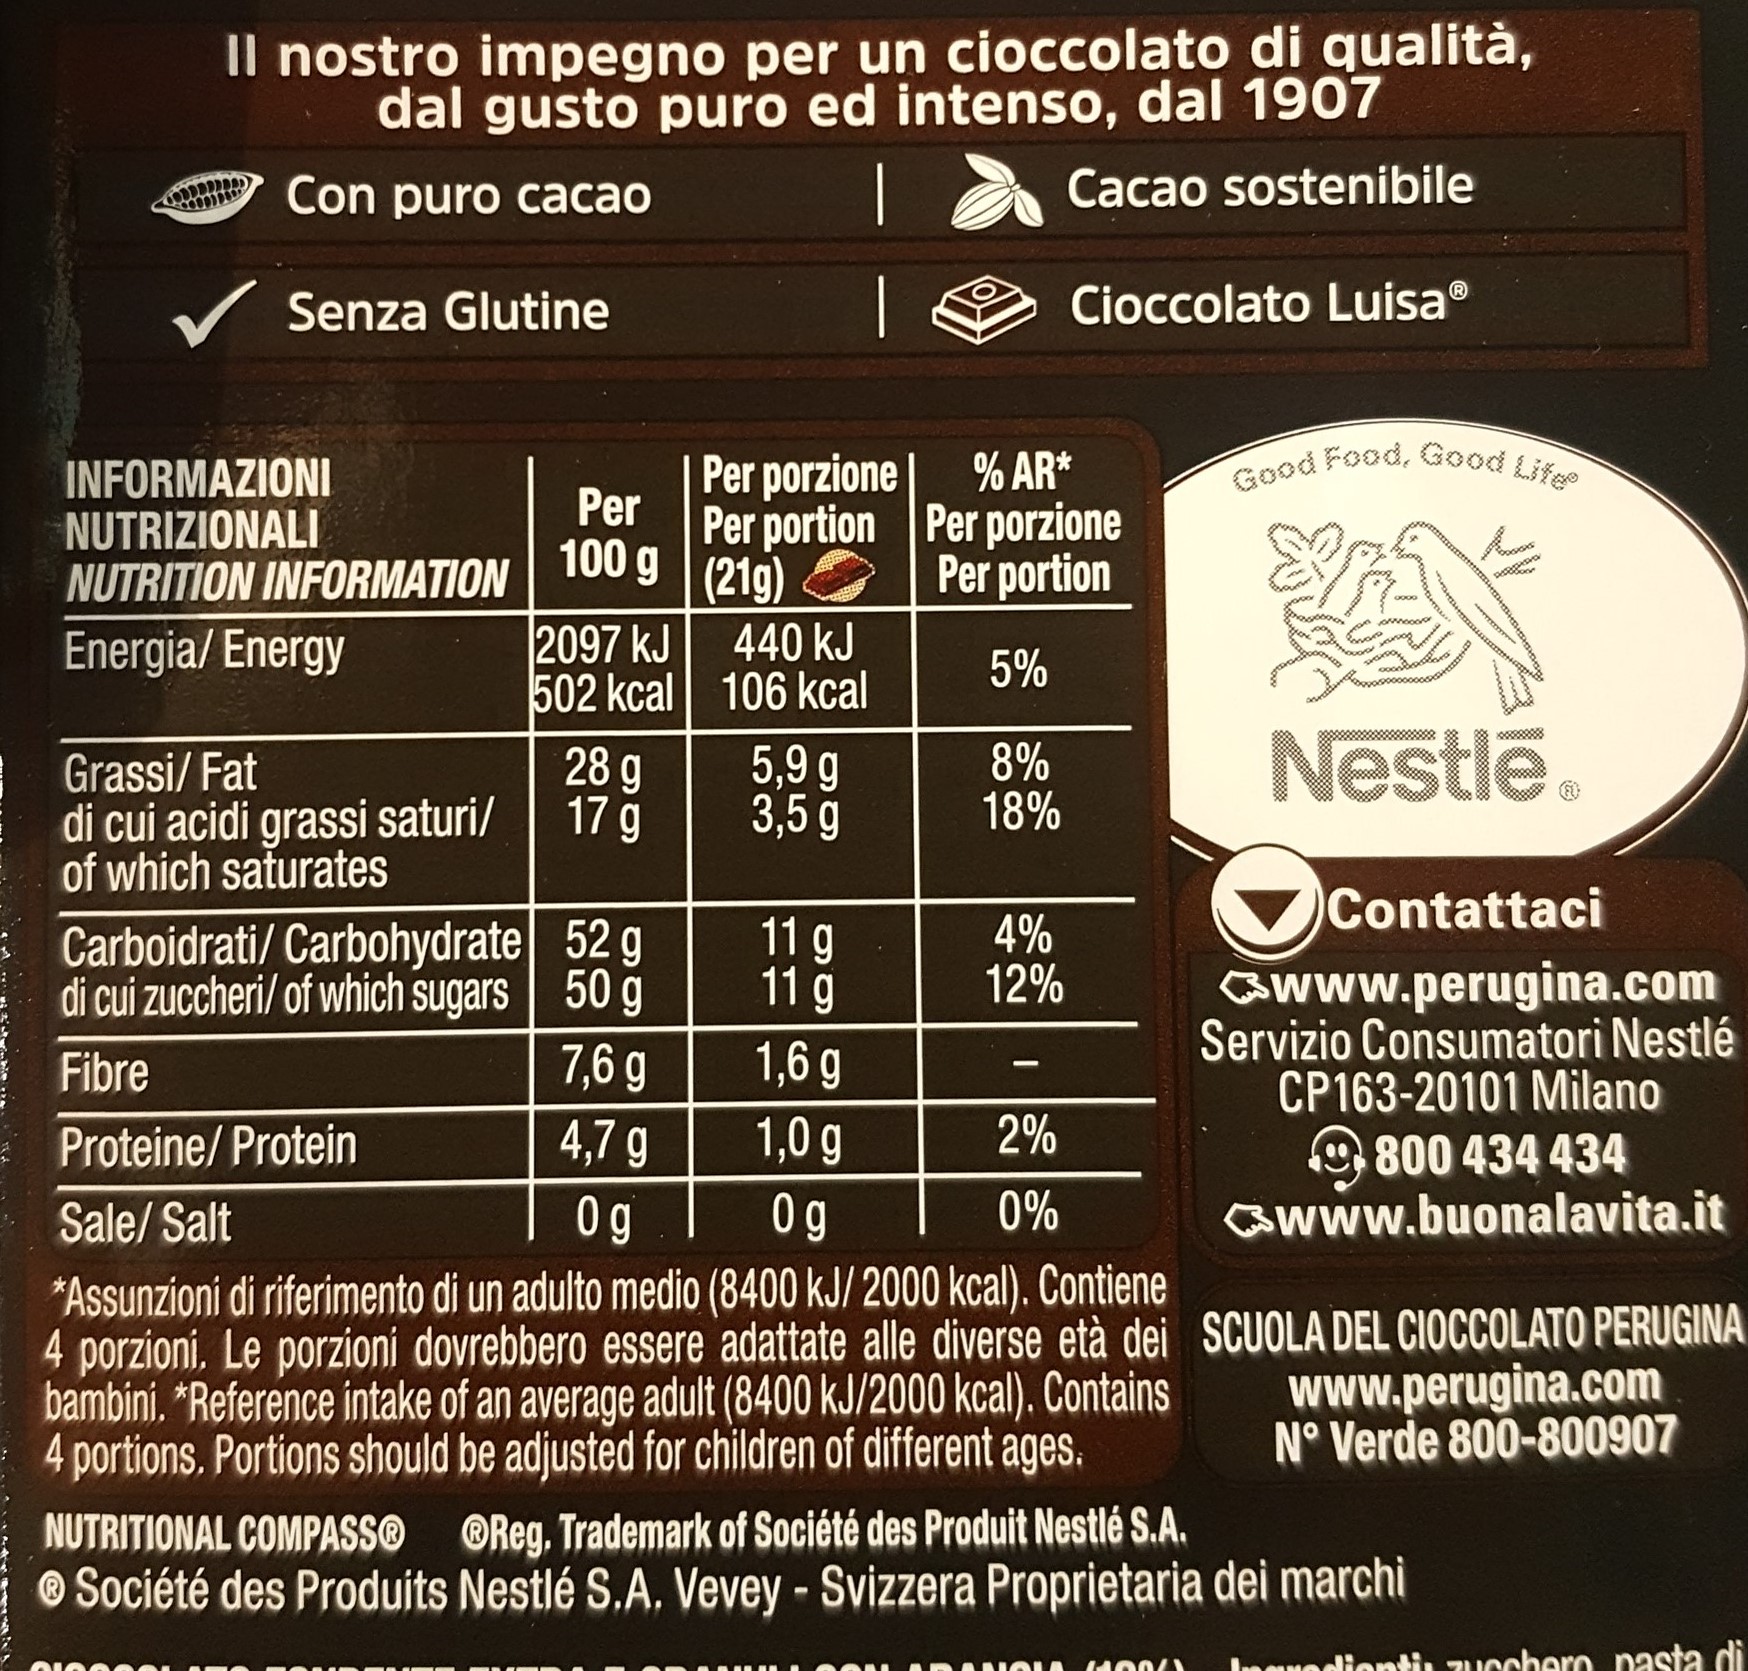 Il nostro impegno per un cioccolato di qualità,
dal gusto puro ed intenso, dal 1907
Con puro cacao | Cacao sostenibile
Senza Glutine | Cioccolato Luisa®
INFORMAZIONI
NUTRIZIONALI
NUTRITION INFORMATION
Per
100 g
Per porzione
Per portion
(21g)
% AR*
Per porzione
Per portion
Energia/ Energy 2097 kJ 440 kJ 5%
502 kcal 106 kcal
Grassi/ Fat 28 g 5,9 g 8%
di cui acidi grassi saturi/ 17 g 3,5 g 18%
of which saturates
Carboidrati/ Carbohydrate 52 g 11 g 4%
di cui zuccheri/ of which sugars 50 g 11 g 12%
Fibre 7,6 g 1,6 g –
Proteine/ Protein 4,7 g 1,0 g 2%
Sale/ Salt 0 g 0 g 0%
*Assunzioni di riferimento di un adulto medio (8400 kJ/ 2000 kcal). Contiene
4 porzioni. Le porzioni dovrebbero essere adattate alle diverse età dei
bambini. *Reference intake of an average adult (8400 kJ/2000 kcal). Contains
4 portions. Portions should be adjusted for children of different ages.
Good Food, Good Life®
Nestlé®
Contattaci
www.perugina.com
Servizio Consumatori Nestlé
CP163-20101 Milano
800 434 434
www.buonalavita.it
SCUOLA DEL CIOCCOLATO PERUGINA
www.perugina.com
N° Verde 800-800907
NUTRITIONAL COMPASS® ®Reg. Trademark of Société des Produit Nestlé S.A.
® Société des Produits Nestlé S.A. Vevey - Svizzera Proprietaria dei marchi
Ingredienti: zucchero, pasta di